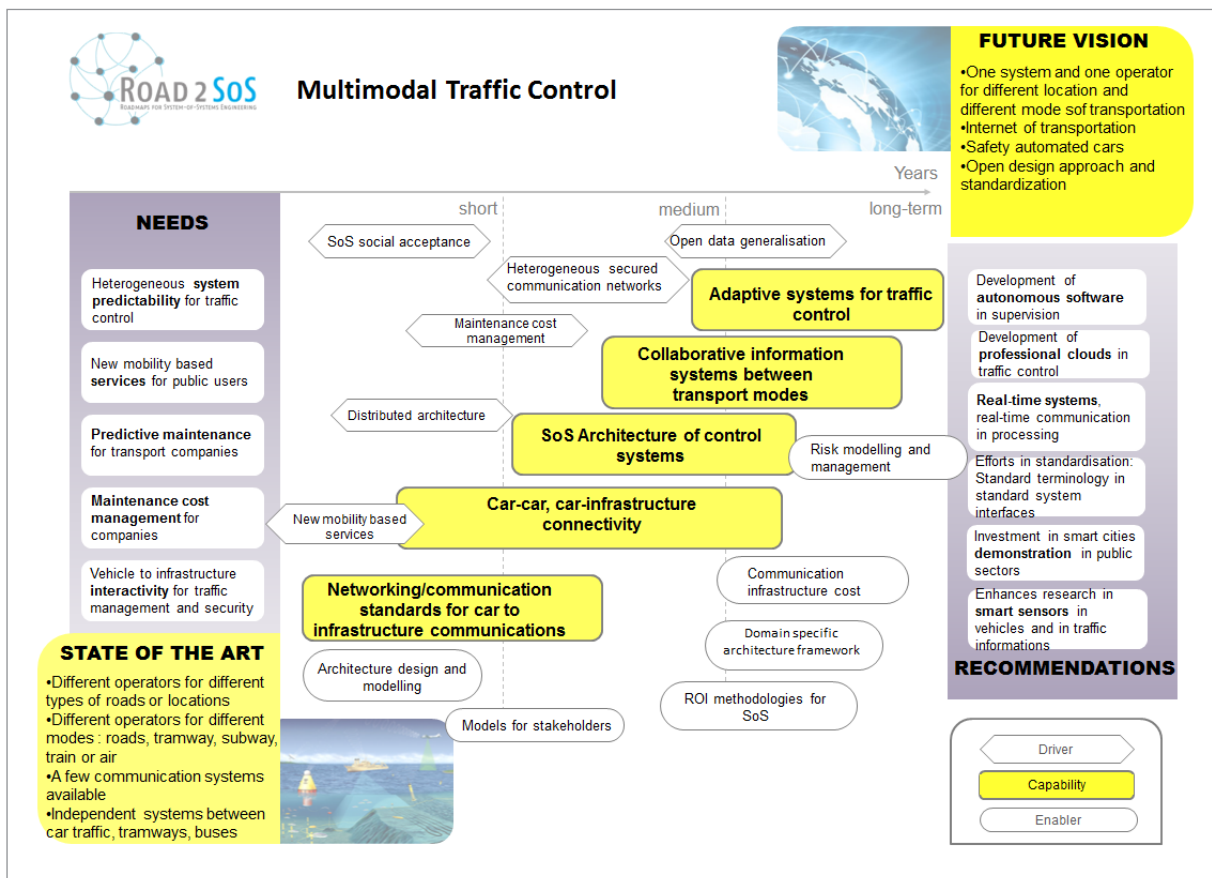 ROAD 2 SOS
ROADMAPS FOR SYSTEM-OF-SYSTEMS ENGINEERING
Multimodal Traffic Control
FUTURE VISION
•One system and one operator
for different location and
different mode sof transportation
•Internet of transportation
•Safety automated cars
•Open design approach and
standardization
Years
short
medium
long-term
NEEDS
Heterogeneous system
predictability for traffic
control
New mobility based
services for public users
Predictive maintenance
for transport companies
Maintenance cost
management for
companies
Vehicle to infrastructure
interactivity for traffic
management and security
SoS social acceptance
Open data generalisation
Heterogeneous secured
communication networks
Adaptive systems for traffic
control
Maintenance cost
management
Collaborative information
systems between
transport modes
Distributed architecture
SoS Architecture of control
systems
Risk modelling and
management
Car-car, car-infrastructure
connectivity
New mobility based
services
Networking/communication
standards for car to
infrastructure communications
Communication
infrastructure cost
Domain specific
architecture framework
Architecture design and
modelling
ROI methodologies for
SoS
Models for stakeholders
Development of
autonomous software
in supervision
Development of
professional clouds in
traffic control
Real-time systems,
real-time communication
in processing
Efforts in standardisation:
Standard terminology in
standard system
interfaces
Investment in smart cities
demonstration in public
sectors
Enhances research in
smart sensors in
vehicles and in traffic
informations
RECOMMENDATIONS
STATE OF THE ART
•Different operators for different
types of roads or locations
•Different operators for different
modes : roads, tramway, subway,
train or air
•A few communication systems
available
•Independent systems between
car traffic, tramways, buses
Driver
Capability
Enabler